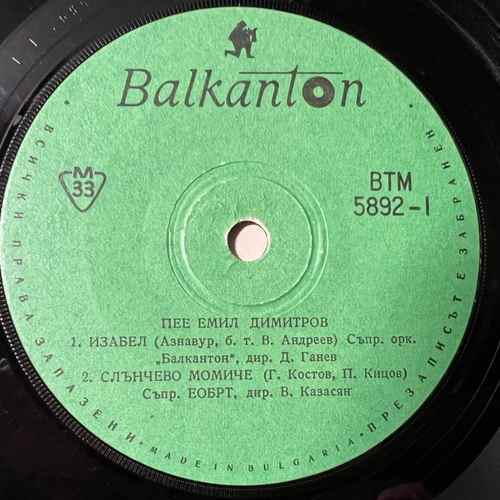 Balkanton
ВСИЧКИ ПРАВА ЗАПАЗЕНИ • MADE IN BULGARIA • ПРЕЗАПИСЪТ Е ЗАБРАНЕН
M
33
ВТМ
5892-I
ПЕЕ ЕМИЛ ДИМИТРОВ
1. ИЗАБЕЛ (Азнавур, б. т. В. Андреев) Съпр. орк.
„Балкантон“, дир. Д. Ганев
2. СЛЪНЧЕВО МОМИЧЕ (Г. Костов, П. Кицов)
Съпр. ЕОБРТ, дир. В. Казасян